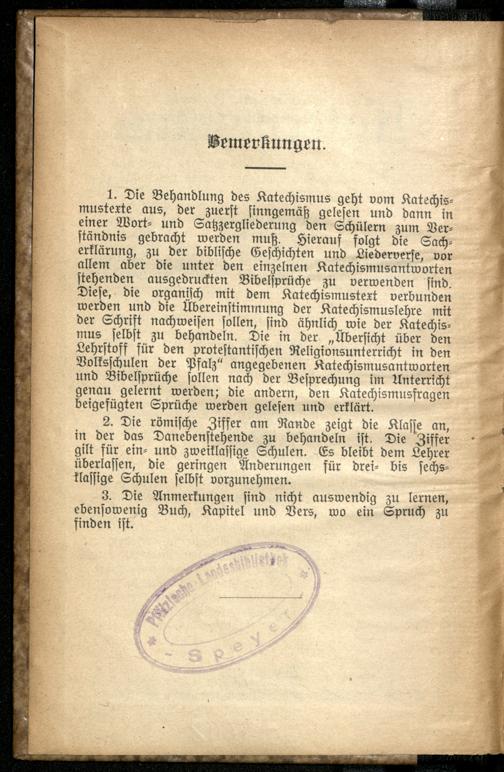 Bemerkungen.
1. Die Behandlung des Katechismus geht vom Katechis-
mustexte aus, der zuerst sinngemäß gelesen und dann in
einer Wort- und Satzzergliederung den Schülern zum Ver-
ständnis gebracht werden muß. Hierauf folgt die Sach-
erklärung, zu der biblische Geschichten und Liederverse, vor
allem aber die unter den einzelnen Katechismusantworten
stehenden ausgedruckten Bibelsprüche zu verwenden sind.
Diese, die organisch mit dem Katechismustext verbunden
werden und die Übereinstimmung der Katechismuslehre mit
der Schrift nachweisen sollen, sind ähnlich wie der Katechis-
mus selbst zu behandeln. Die in der „Übersicht über den
Lehrstoff für den protestantischen Religionsunterricht in den
Volksschulen der Pfalz" angegebenen Katechismusantworten
und Bibelsprüche sollen nach der Besprechung im Unterricht
genau gelernt werden; die andern, den Katechismusfragen
beigefügten Sprüche werden gelesen und erklärt.
2. Die römische Ziffer am Rande zeigt die Klasse an,
in der das Danebenstehende zu behandeln ist. Die Ziffer
gilt für ein- und zweiklassige Schulen. Es bleibt dem Lehrer
überlassen, die geringen Änderungen für drei- bis sechs-
klassige Schulen selbst vorzunehmen.
3. Die Anmerkungen sind nicht auswendig zu lernen,
ebensowenig Buch, Kapitel und Vers, wo ein Spruch zu
finden ist.
* Pfälzische Landesbibliothek *
- Speyer